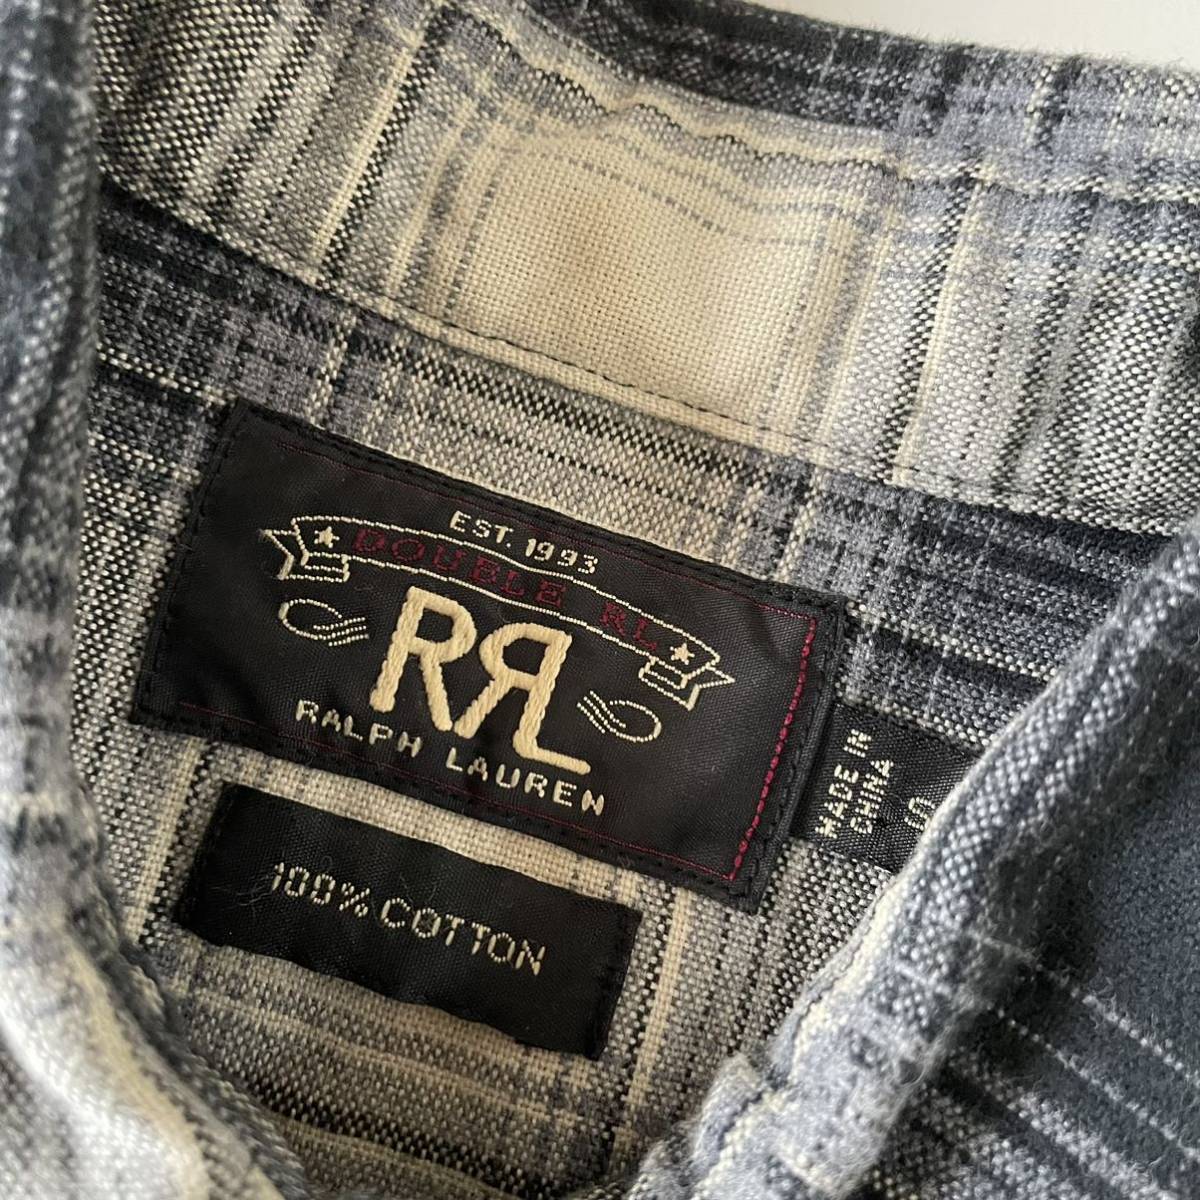 EST. 1993
DOUBLE RL
RRL
RALPH LAUREN
MADE IN
CHINA
100% COTTON